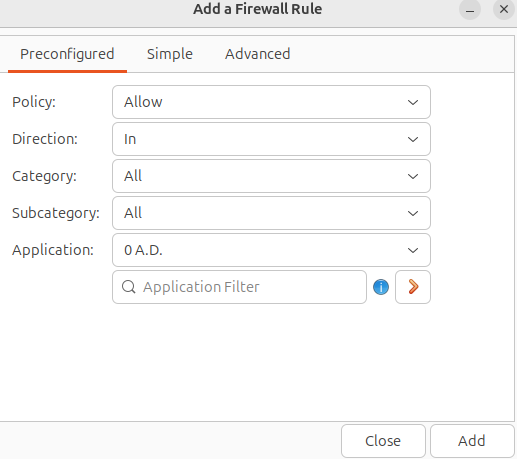 Add a Firewall Rule
Preconfigured Simple Advanced
Policy: Allow
Direction: In
Category: All
Subcategory: All
Application: 0 A.D.
Application Filter
Close Add